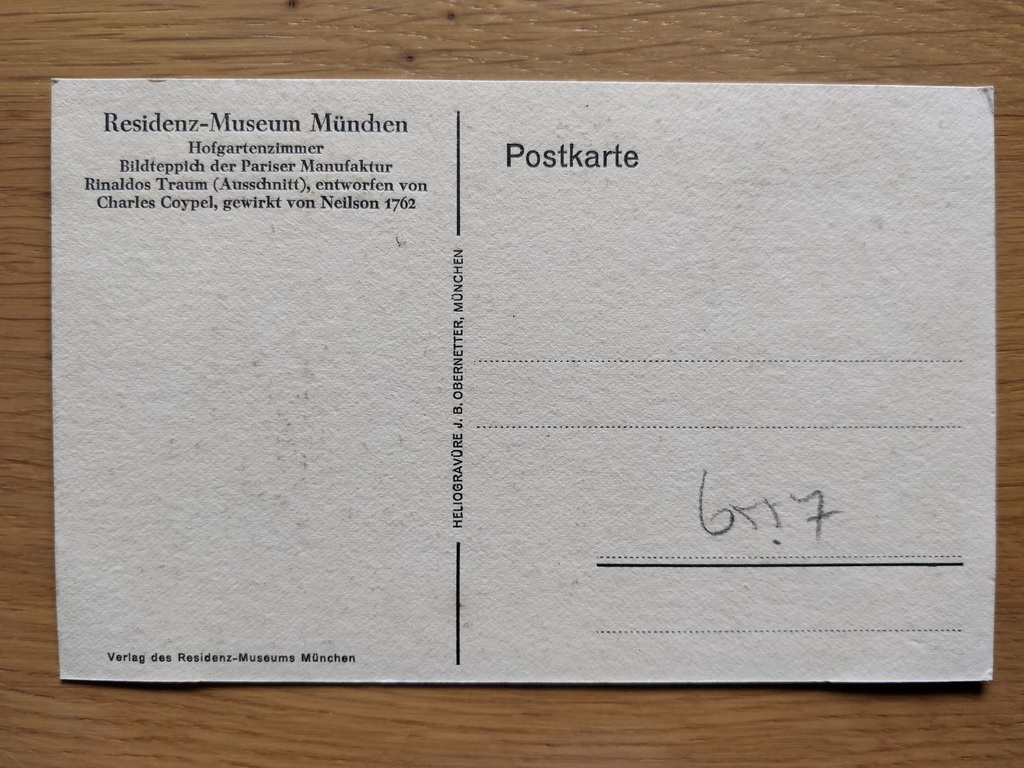 Residenz-Museum München
Hofgartenzimmer
Bildteppich der Pariser Manufaktur
Rinaldos Traum (Ausschnitt), entworfen von
Charles Coypel, gewirkt von Neilson 1762
Verlag des Residenz-Museums München
HELIOGRAVÜRE J. B. OBERNETTER, MÜNCHEN
Postkarte